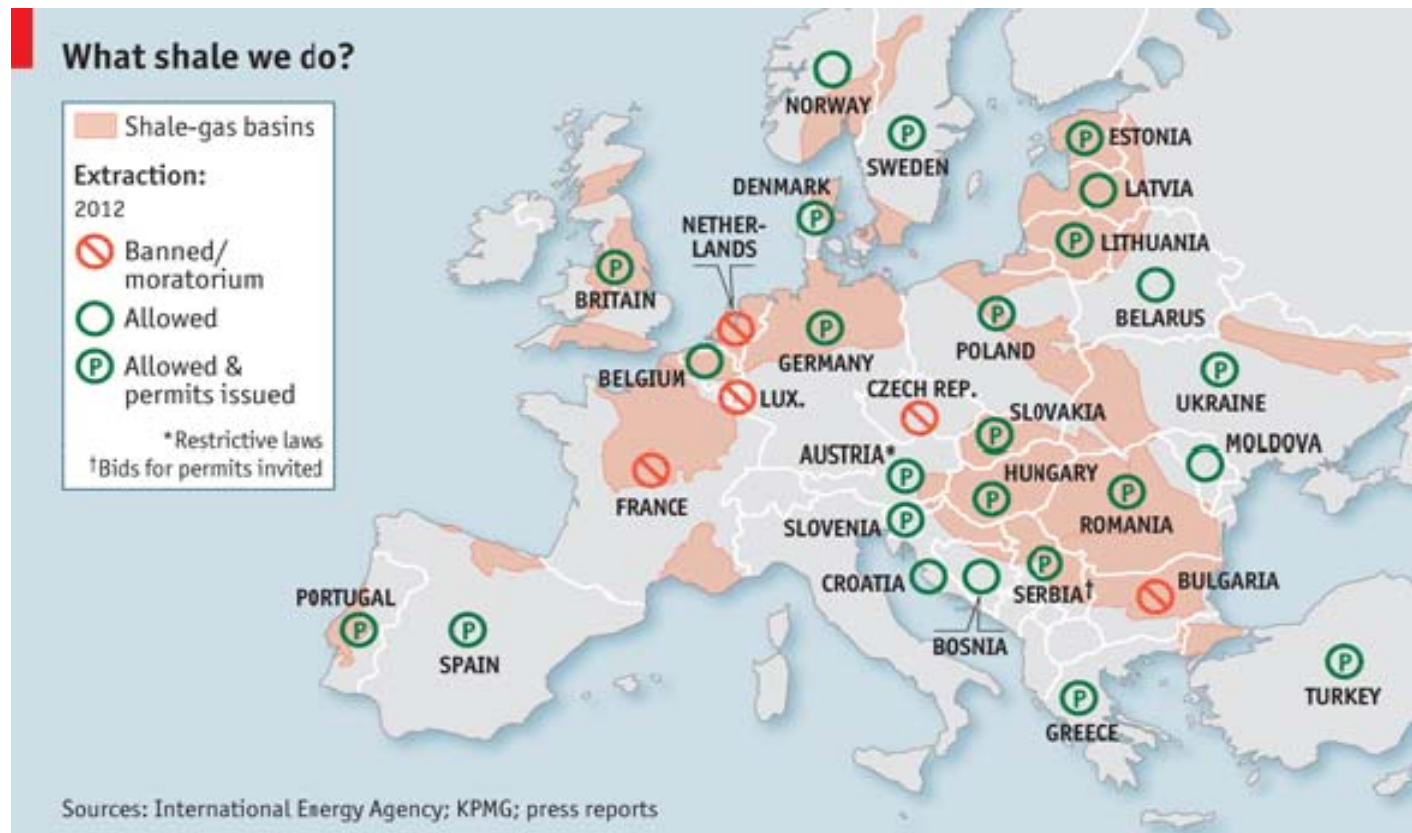 What shale we do?
Shale-gas basins
Extraction:
2012
Banned/
moratorium
Allowed
P Allowed &
permits issued
*Restrictive laws
†Bids for permits invited
NORWAY
P
SWEDEN
P ESTONIA
LATVIA
P LITHUANIA
DENMARK
P
NETHER-
LANDS
P
BRITAIN
BELARUS
P
GERMANY
P
POLAND
BELGIUM
LUX.
CZECH REP.
P
UKRAINE
SLOVAKIA
P
MOLDOVA
AUSTRIA*
P
HUNGARY
P
P
ROMANIA
FRANCE
SLOVENIA P
CROATIA
BOSNIA
P
SERBIA†
BULGARIA
PORTUGAL
P
P
SPAIN
P
GREECE
P
TURKEY
Sources: International Energy Agency; KPMG; press reports